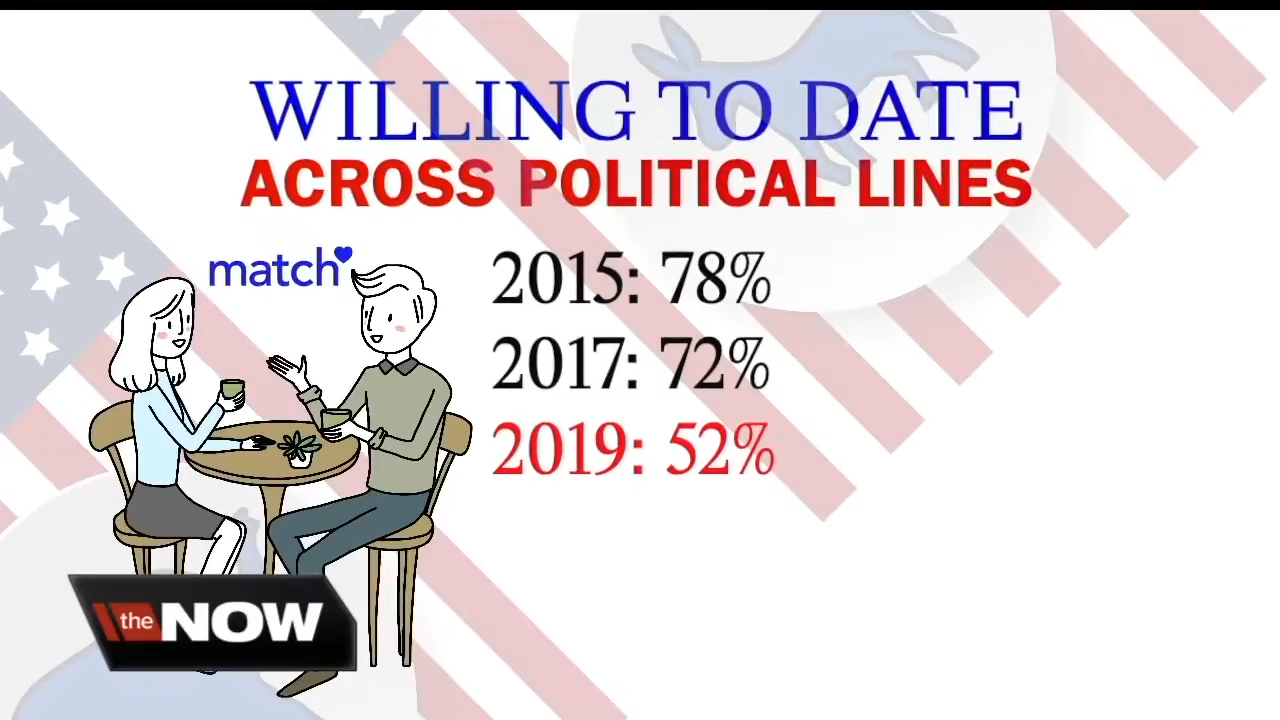 WILLING TO DATE
ACROSS POLITICAL LINES
match
2015: 78%
2017: 72%
2019: 52%
the NOW